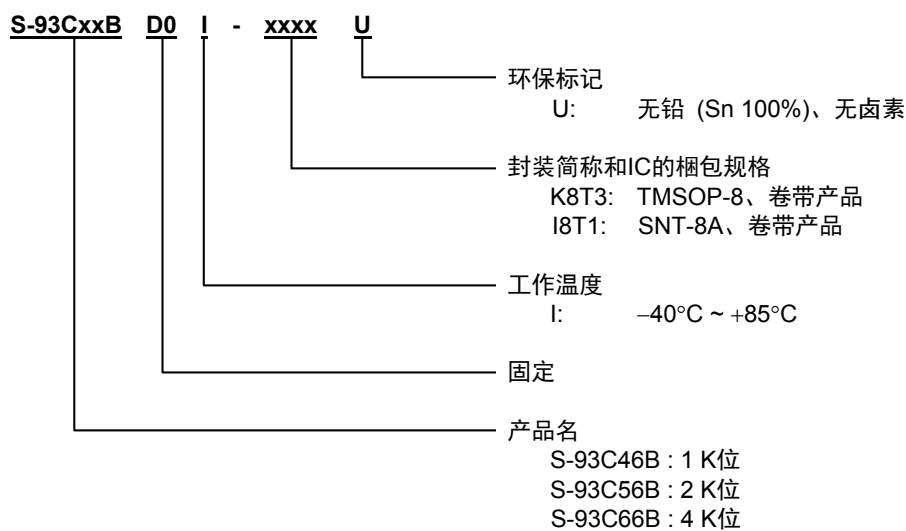 S-93CxxB D0 I - xxxx U
环保标记
U: 无铅 (Sn 100%)、无卤素
封装简称和IC的梱包规格
K8T3: TMSOP-8、卷带产品
I8T1: SNT-8A、卷带产品
工作温度
I: −40°C ~ +85°C
固定
产品名
S-93C46B : 1 K位
S-93C56B : 2 K位
S-93C66B : 4 K位